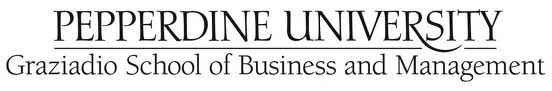 PEPPERDINE UNIVERSITY
Graziadio School of Business and Management